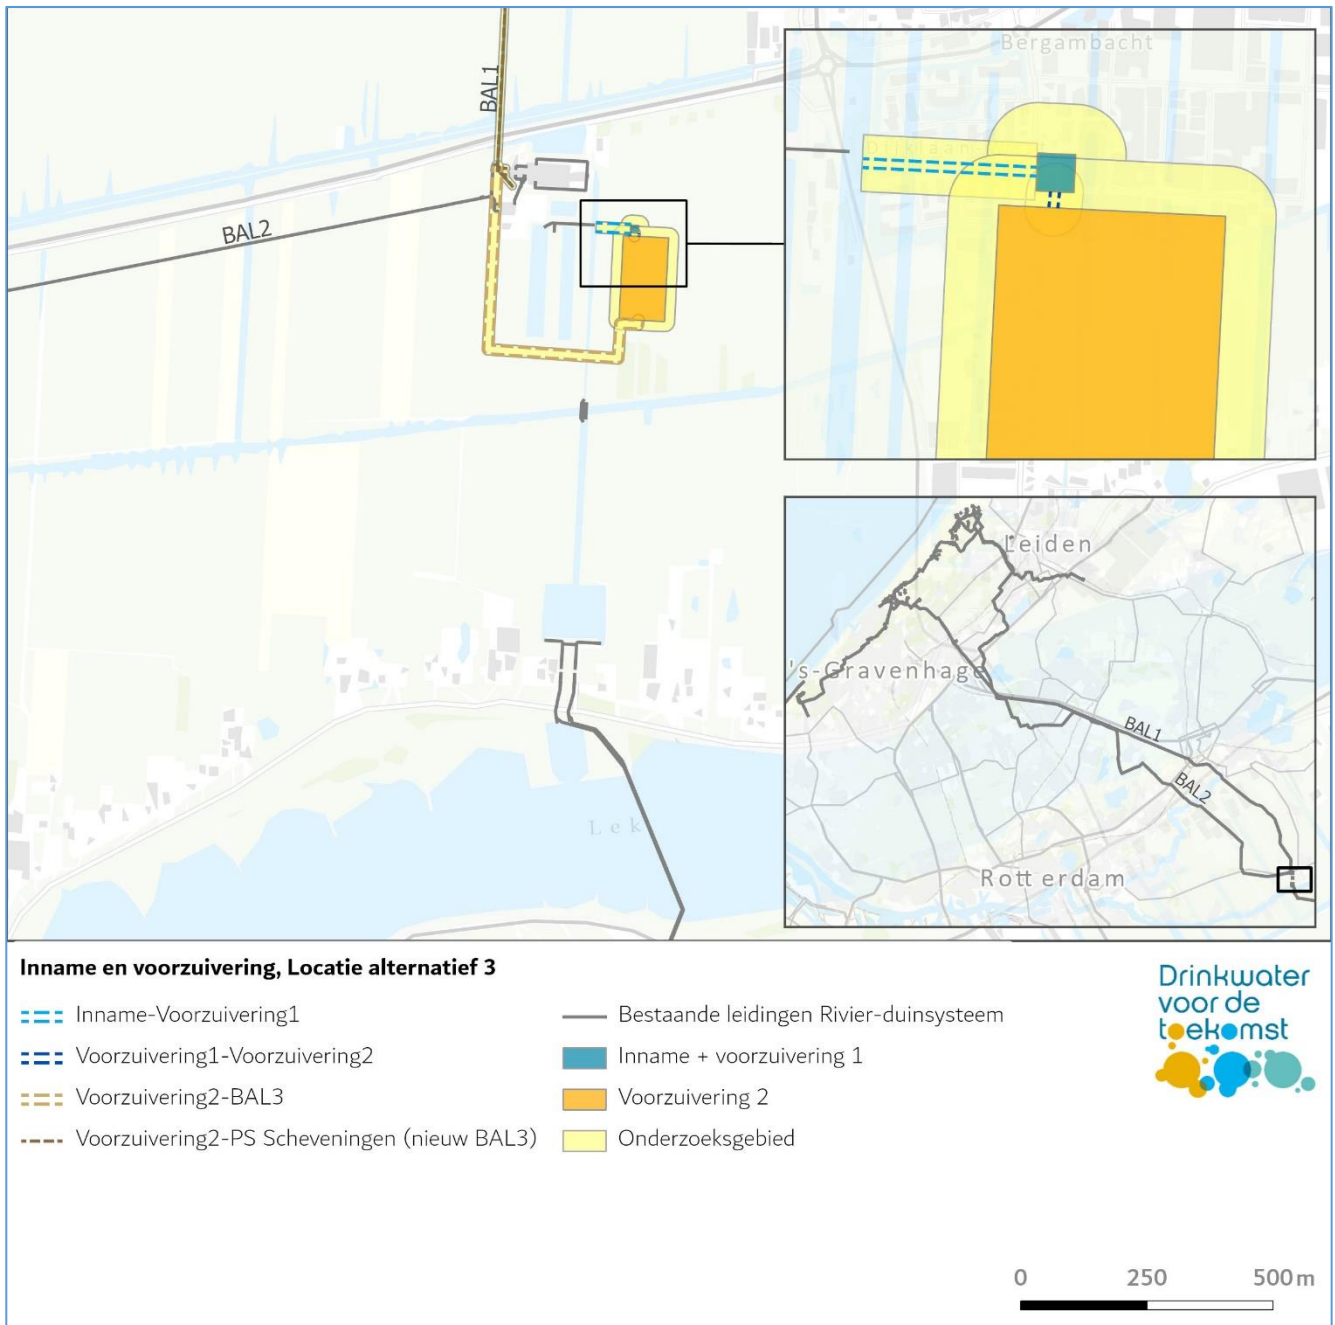 BAL1
BAL2
Bergambacht
Lek
Leiden
's-Gravenhage
BAL1
BAL2
Rotterdam
Inname en voorzuivering, Locatie alternatief 3
Inname-Voorzuivering1
Voorzuivering1-Voorzuivering2
Voorzuivering2-BAL3
Voorzuivering2-PS Scheveningen (nieuw BAL3)
Bestaande leidingen Rivier-duinsysteem
Inname + voorzuivering 1
Voorzuivering 2
Onderzoeksgebied
Drinkwater
voor de
toekomst
0 250 500 m